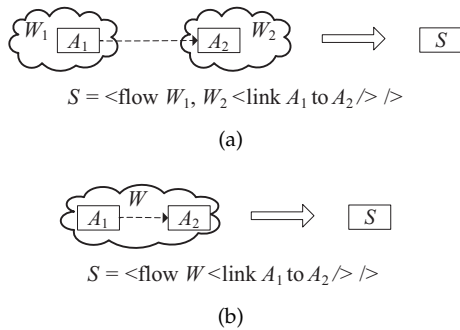 W₁ A₁ A₂ W₂ S
S = <flow W₁, W₂ <link A₁ to A₂ /> />
(a)
W
A₁ A₂ S
S = <flow W <link A₁ to A₂ /> />
(b)